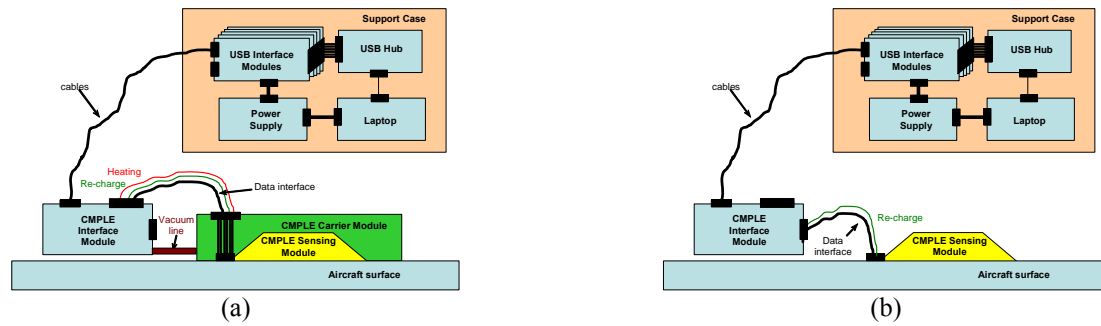 Support Case
USB Interface
Modules
USB Hub
cables
Power
Supply
Laptop
Heating
Re-charge
Data interface
CMPLE
Interface
Module
Vacuum
line
CMPLE Carrier Module
CMPLE Sensing
Module
Aircraft surface
(a)
Support Case
USB Interface
Modules
USB Hub
cables
Power
Supply
Laptop
CMPLE
Interface
Module
Re-charge
Data
interface
CMPLE Sensing
Module
Aircraft surface
(b)